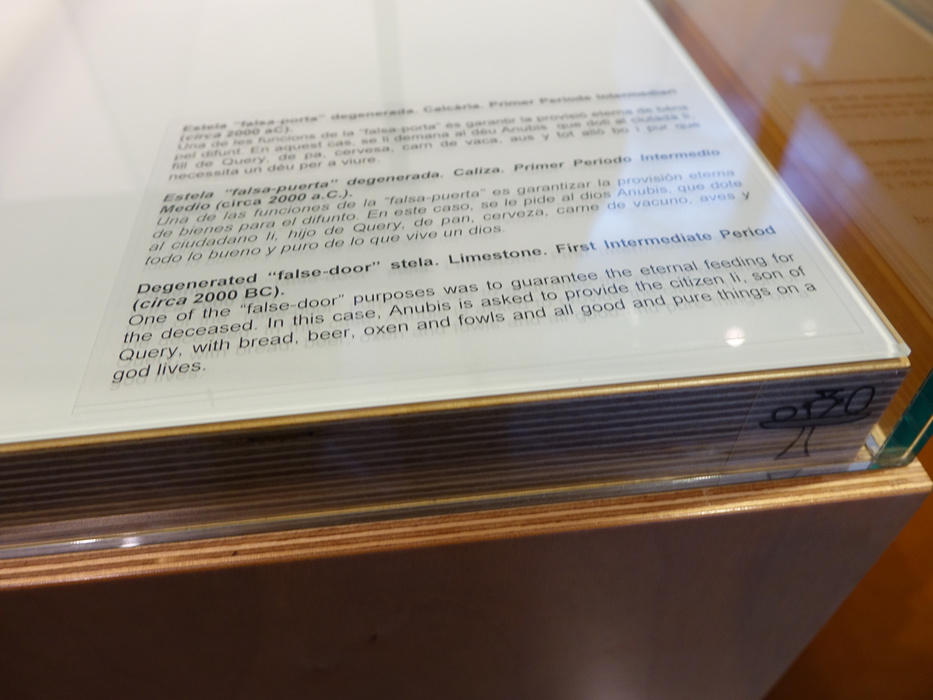 Estela "falsa-porta" degenerada. Calcària. Primer Període Intermediari
(circa 2000 aC).
Una de les funcions de la "falsa-porta" és garantir la provisió eterna de béns
pel difunt. En aquest cas, se li demana al déu Anubis que doti al ciutadà Ii,
fill de Query, de pa, cervesa, carn de vaca, aus y tot allò bo i pur que
necessita un déu per a viure.
Estela "falsa-puerta" degenerada. Caliza. Primer Periodo Intermedio
Medio (circa 2000 a.C.).
Una de las funciones de la "falsa-puerta" es garantizar la provisión eterna
de bienes para el difunto. En este caso, se le pide al dios Anubis, que dote
al ciudadano Ii, hijo de Query, de pan, cerveza, carne de vacuno, aves y
todo lo bueno y puro de lo que vive un dios.
Degenerated "false-door" stela. Limestone. First Intermediate Period
(circa 2000 BC).
One of the "false-door" purposes was to guarantee the eternal feeding for
the deceased. In this case, Anubis is asked to provide the citizen Ii, son of
Query, with bread, beer, oxen and fowls and all good and pure things on a
god lives.